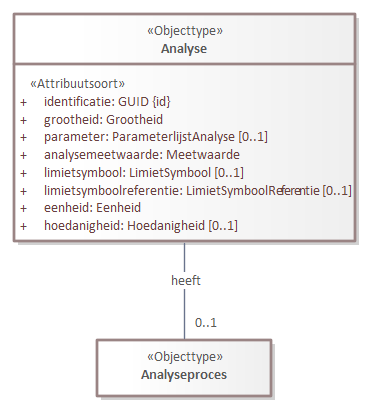 «Objecttype»
Analyse
«Attribuutsoort»
+ identificatie: GUID {id}
+ grootheid: Grootheid
+ parameter: ParameterlijstAnalyse [0..1]
+ analysemeetwaarde: Meetwaarde
+ limietsymbool: LimietSymbool [0..1]
+ limietsymboolreferentie: LimietSymboolReferentie [0..1]
+ eenheid: Eenheid
+ hoedanigheid: Hoedanigheid [0..1]
heeft
0..1
«Objecttype»
Analyseproces